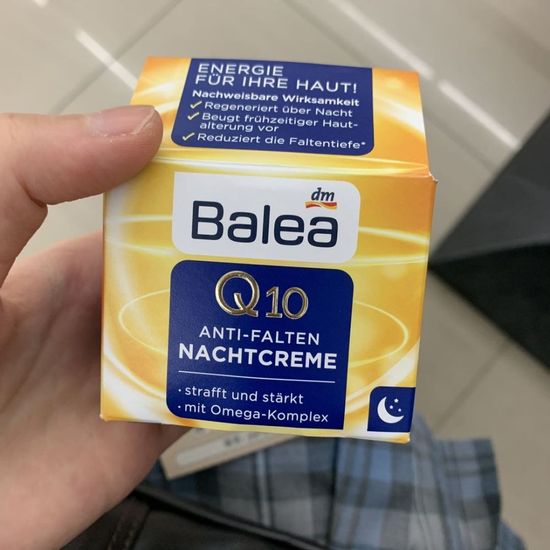 ENERGIE
FÜR IHRE HAUT!
Nachweisbare Wirksamkeit
✓ Regeneriert über Nacht
✓ Beugt frühzeitiger Haut-
alterung vor
✓ Reduziert die Faltentiefe*
dm
Balea
Q10
ANTI-FALTEN
NACHTCREME
• strafft und stärkt
• mit Omega-Komplex